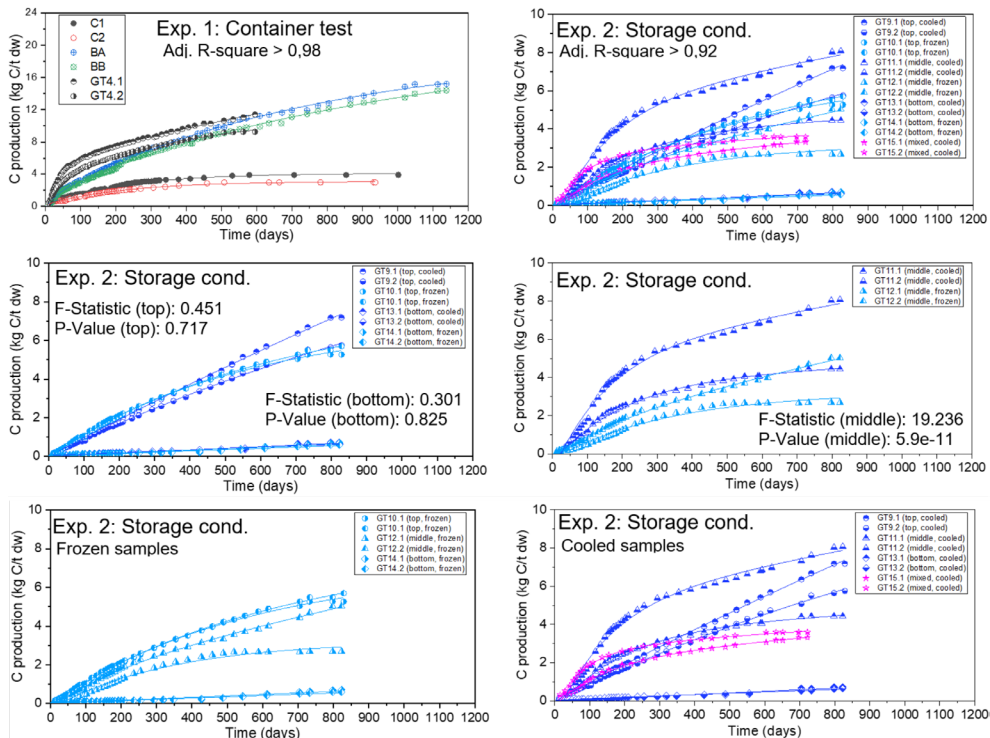 Exp. 1: Container test
Adj. R-square > 0,98
C1
C2
BA
BB
GT4.1
GT4.2
C production (kg C/t dw)
24
20
16
12
8
4
0
0 100 200 300 400 500 600 700 800 900 1000 1100 1200
Time (days)
Exp. 2: Storage cond.
Adj. R-square > 0,92
GT9.1 (top, cooled)
GT9.2 (top, cooled)
GT10.1 (top, frozen)
GT10.1 (top, frozen)
GT11.1 (middle, cooled)
GT11.2 (middle, cooled)
GT12.1 (middle, frozen)
GT12.2 (middle, frozen)
GT13.1 (bottom, cooled)
GT13.2 (bottom, cooled)
GT14.1 (bottom, frozen)
GT14.2 (bottom, frozen)
GT15.1 (mixed, cooled)
GT15.2 (mixed, cooled)
C production (kg C/t dw)
10
8
6
4
2
0
0 100 200 300 400 500 600 700 800 900 1000 1100 1200
Time (days)
Exp. 2: Storage cond.
F-Statistic (top): 0.451
P-Value (top): 0.717
GT9.1 (top, cooled)
GT9.2 (top, cooled)
GT10.1 (top, frozen)
GT10.1 (top, frozen)
GT13.1 (bottom, cooled)
GT13.2 (bottom, cooled)
GT14.1 (bottom, frozen)
GT14.2 (bottom, frozen)
F-Statistic (bottom): 0.301
P-Value (bottom): 0.825
C production (kg C/t dw)
10
8
6
4
2
0
0 100 200 300 400 500 600 700 800 900 1000 1100 1200
Time (days)
Exp. 2: Storage cond.
GT11.1 (middle, cooled)
GT11.2 (middle, cooled)
GT12.1 (middle, frozen)
GT12.2 (middle, frozen)
F-Statistic (middle): 19.236
P-Value (middle): 5.9e-11
C production (kg C/t dw)
10
8
6
4
2
0
0 100 200 300 400 500 600 700 800 900 1000 1100 1200
Time (days)
Exp. 2: Storage cond.
Frozen samples
GT10.1 (top, frozen)
GT10.1 (top, frozen)
GT12.1 (middle, frozen)
GT12.2 (middle, frozen)
GT14.1 (bottom, frozen)
GT14.2 (bottom, frozen)
C production (kg C/t dw)
10
8
6
4
2
0
0 100 200 300 400 500 600 700 800 900 1000 1100 1200
Time (days)
Exp. 2: Storage cond.
Cooled samples
GT9.1 (top, cooled)
GT9.2 (top, cooled)
GT11.1 (middle, cooled)
GT11.2 (middle, cooled)
GT13.1 (bottom, cooled)
GT13.2 (bottom, cooled)
GT15.1 (mixed, cooled)
GT15.2 (mixed, cooled)
C production (kg C/t dw)
10
8
6
4
2
0
0 100 200 300 400 500 600 700 800 900 1000 1100 1200
Time (days)